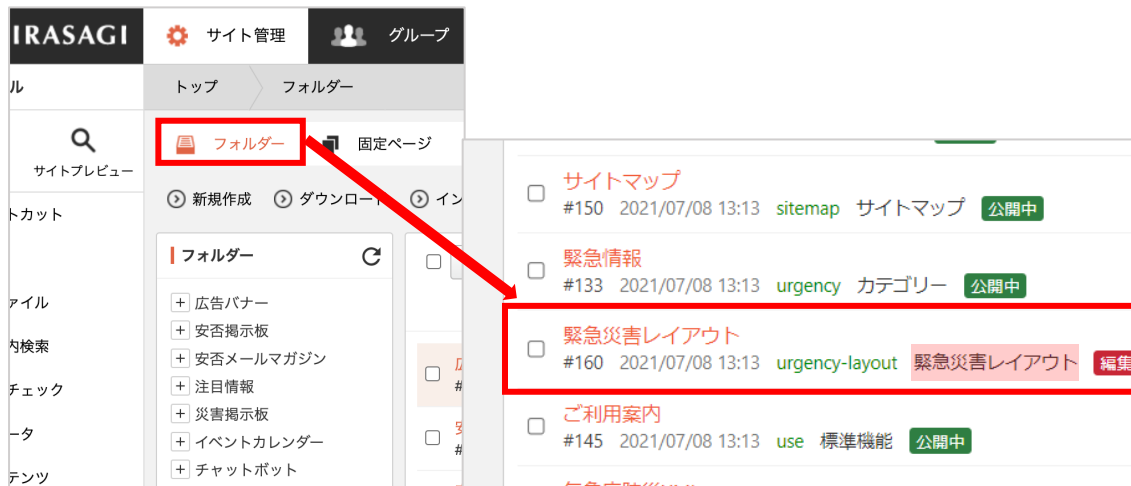 IRASAGI サイト管理 グループ
ル トップ フォルダー
フォルダー 固定ページ
サイトプレビュー
新規作成 ダウンロード イン
トカット
フォルダー
ァイル
内検索
チェック
ータ
テンツ
広告バナー
安否掲示板
安否メールマガジン
注目情報
災害掲示板
イベントカレンダー
チャットボット
サイトマップ
#150 2021/07/08 13:13 sitemap サイトマップ 公開中
緊急情報
#133 2021/07/08 13:13 urgency カテゴリー 公開中
緊急災害レイアウト
#160 2021/07/08 13:13 urgency-layout 緊急災害レイアウト 編集
ご利用案内
#145 2021/07/08 13:13 use 標準機能 公開中